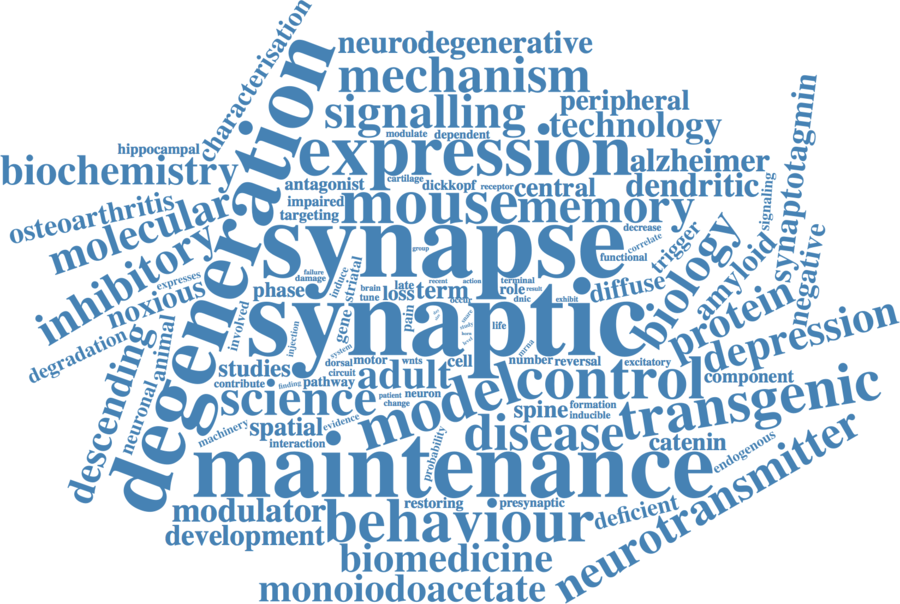 characterisation
neurodegenerative
mechanism
signalling
peripheral
technology
modulate
dependent
hippocampal
expression
alzheimer
biochemistry
degeneration
antagonist
cartilage
dickkopf
receptor
central
dendritic
synaptotagmin
signaling
osteoarthritis
molecular
impaired
targeting
mouse
memory
decrease
correlate
trigger
synapse
group
functional
inhibitory
expresses
noxious
failure
damage
induce
striatal
brain
late
recent
action
terminal
diffuse
biology
amyloid
negative
phase
tune
loss
term
occur
role
result
dnic
exhibit
protein
degradation
involved
injection
gene
pain
synaptic
snare
study
level
life
mrna
depression
descending
neuronal
animal
system
dorsal
motor
wnts
cell
number
reversal
excitatory
studies
circuit
adult
model
control
component
contribute
finding
pathway
patient
neuron
change
science
spine
formation
inducible
transgenic
machinery
spatial
evidence
interaction
probability
disease
catenin
endogenous
maintenance
neurotransmitter
modulator
restoring
presynaptic
deficient
development
behaviour
biomedicine
monoiodoacetate